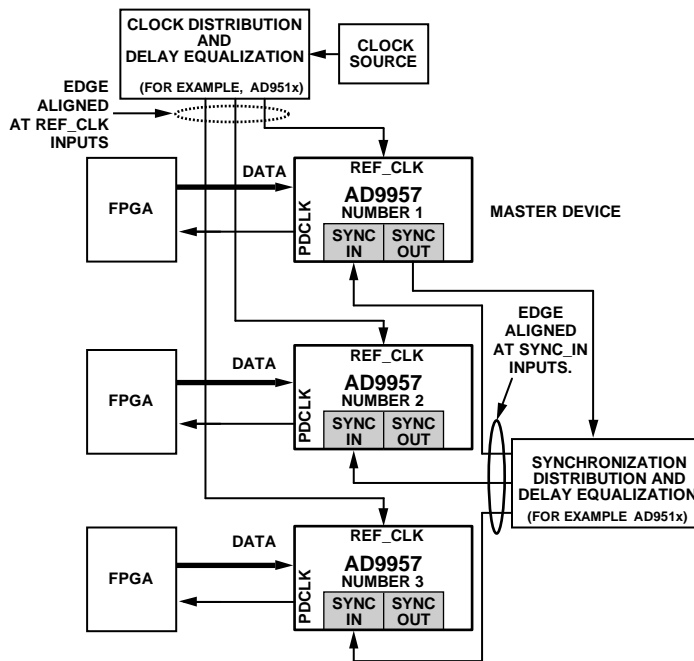 CLOCK DISTRIBUTION
AND
DELAY EQUALIZATION
(FOR EXAMPLE, AD951x)
CLOCK
SOURCE
EDGE
ALIGNED
AT REF_CLK
INPUTS
FPGA
DATA
REF_CLK
AD9957
NUMBER 1
PDCLK
SYNC
IN
SYNC
OUT
MASTER DEVICE
EDGE
ALIGNED
AT SYNC_IN
INPUTS.
FPGA
DATA
REF_CLK
AD9957
NUMBER 2
PDCLK
SYNC
IN
SYNC
OUT
SYNCHRONIZATION
DISTRIBUTION AND
DELAY EQUALIZATION
(FOR EXAMPLE AD951x)
FPGA
DATA
REF_CLK
AD9957
NUMBER 3
PDCLK
SYNC
IN
SYNC
OUT